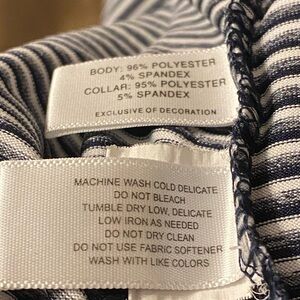 BODY: 96% POLYESTER
4% SPANDEX
COLLAR: 95% POLYESTER
5% SPANDEX
EXCLUSIVE OF DECORATION
MACHINE WASH COLD DELICATE
DO NOT BLEACH
TUMBLE DRY LOW, DELICATE
LOW IRON AS NEEDED
DO NOT DRY CLEAN
DO NOT USE FABRIC SOFTENER
WASH WITH LIKE COLORS